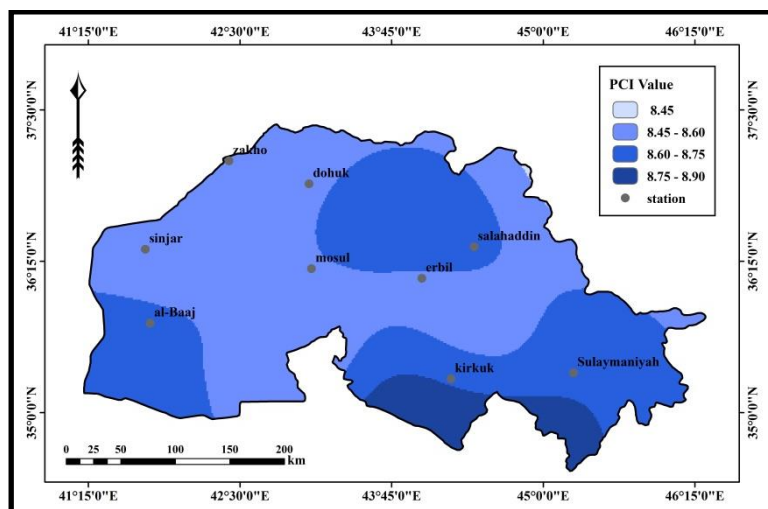 41°15'0"E 42°30'0"E 43°45'0"E 45°0'0"E 46°15'0"E
37°30'0"N
36°15'0"N
35°0'0"N
PCI Value
8.45
8.45 - 8.60
8.60 - 8.75
8.75 - 8.90
station
zakho
dohuk
sinjar
salahaddin
mosul
erbil
al-Baaj
kirkuk
Sulaymaniyah
37°30'0"N
36°15'0"N
35°0'0"N
0 25 50 100 150 200
km
41°15'0"E 42°30'0"E 43°45'0"E 45°0'0"E 46°15'0"E